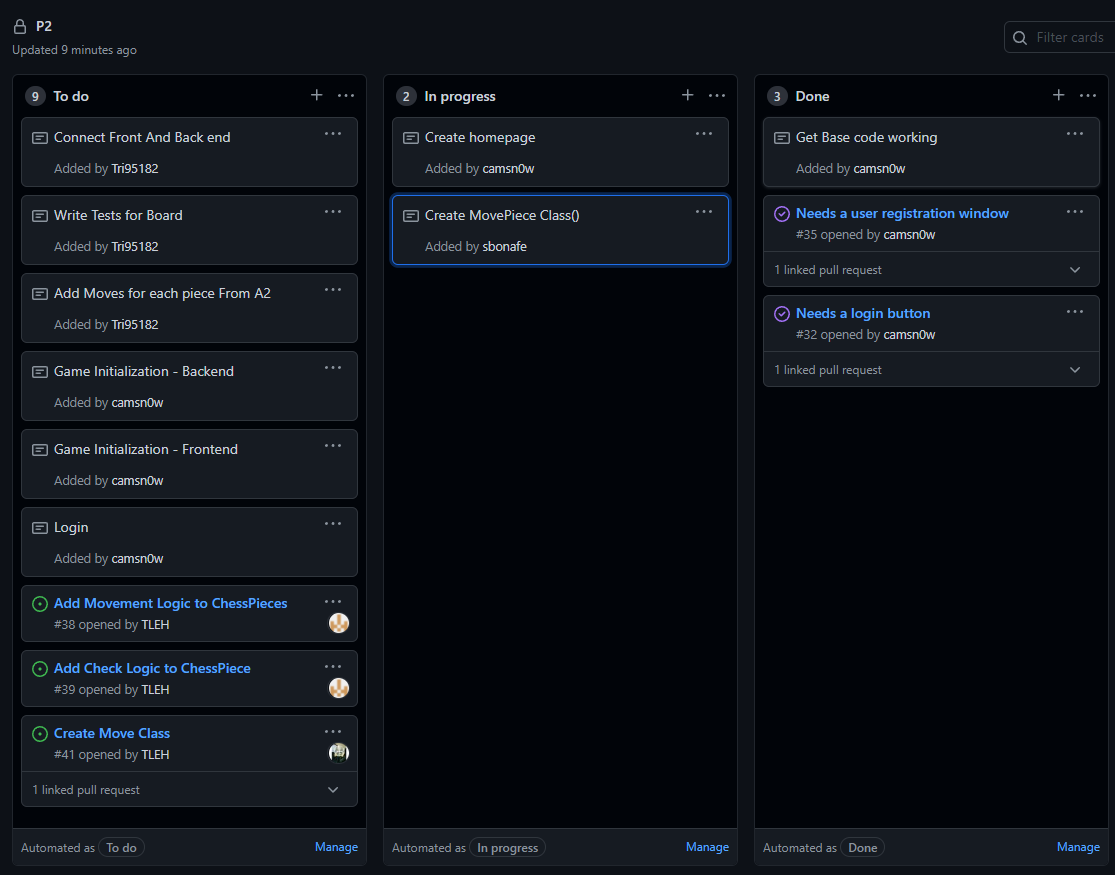 P2
Updated 9 minutes ago
Filter cards
9 To do
Connect Front And Back end
Added by Tri95182
Write Tests for Board
Added by Tri95182
Add Moves for each piece From A2
Added by Tri95182
Game Initialization - Backend
Added by camsn0w
Game Initialization - Frontend
Added by camsn0w
Login
Added by camsn0w
Add Movement Logic to ChessPieces
#38 opened by TLEH
Add Check Logic to ChessPiece
#39 opened by TLEH
Create Move Class
#41 opened by TLEH
1 linked pull request
Automated as To do Manage
2 In progress
Create homepage
Added by camsn0w
Create MovePiece Class()
Added by sbonafe
Automated as In progress Manage
3 Done
Get Base code working
Added by camsn0w
Needs a user registration window
#35 opened by camsn0w
1 linked pull request
Needs a login button
#32 opened by camsn0w
1 linked pull request
Automated as Done Manage